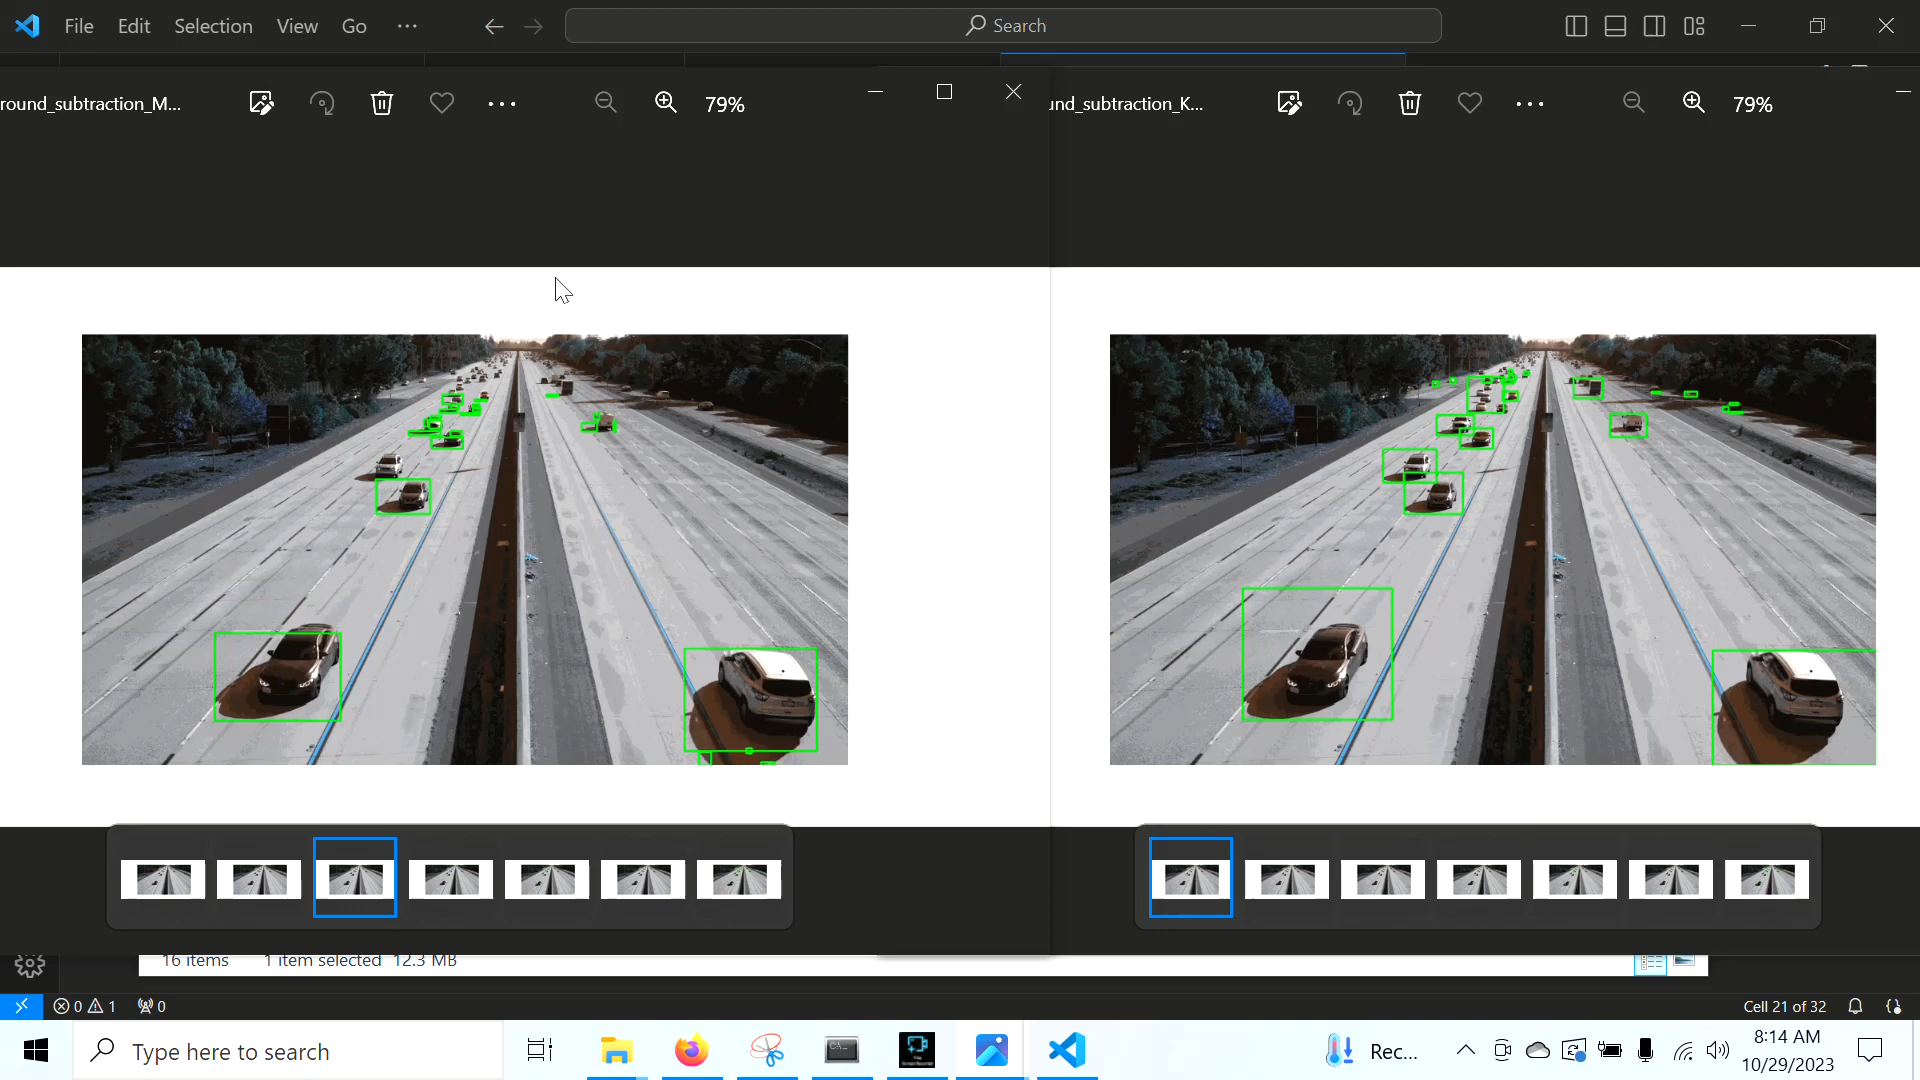 File Edit Selection View Go ··· Search
round_subtraction_M... 79%
und_subtraction_K... 79%
16 items 1 item selected 12.3 MB
0 1 0 Cell 21 of 32
Type here to search Rec... 8:14 AM
10/29/2023